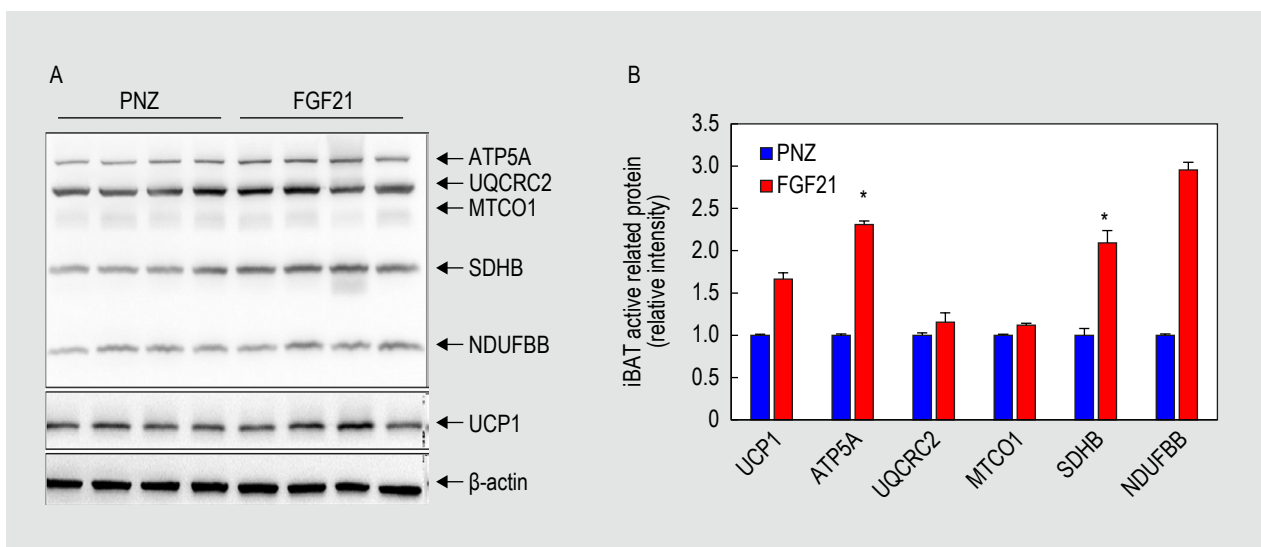 A
PNZ FGF21
ATP5A
UQCRC2
MTCO1
SDHB
NDUFBB
UCP1
β-actin
B
iBAT active related protein
(relative intensity)
3.5
3.0
2.5
2.0
1.5
1.0
0.5
0
PNZ
FGF21
*
*
UCP1 ATP5A UQCRC2 MTCO1 SDHB NDUFBB